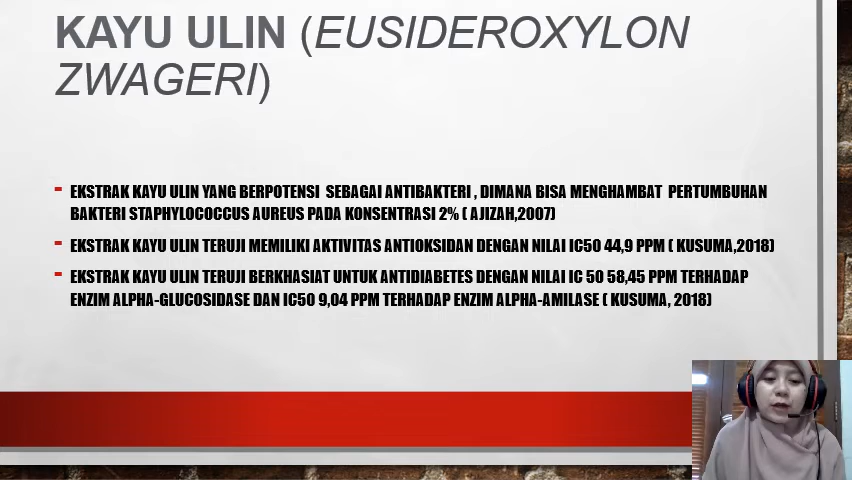 KAYU ULIN (EUSIDEROXYLON
ZWAGERI)
EKSTRAK KAYU ULIN YANG BERPOTENSI SEBAGAI ANTIBAKTERI , DIMANA BISA MENGHAMBAT PERTUMBUHAN
BAKTERI STAPHYLOCOCCUS AUREUS PADA KONSENTRASI 2% ( AJIZAH,2007)
EKSTRAK KAYU ULIN TERUJI MEMILIKI AKTIVITAS ANTIOKSIDAN DENGAN NILAI IC50 44,9 PPM ( KUSUMA,2018)
EKSTRAK KAYU ULIN TERUJI BERKHASIAT UNTUK ANTIDIABETES DENGAN NILAI IC 50 58,45 PPM TERHADAP
ENZIM ALPHA-GLUCOSIDASE DAN IC50 9,04 PPM TERHADAP ENZIM ALPHA-AMILASE ( KUSUMA, 2018)